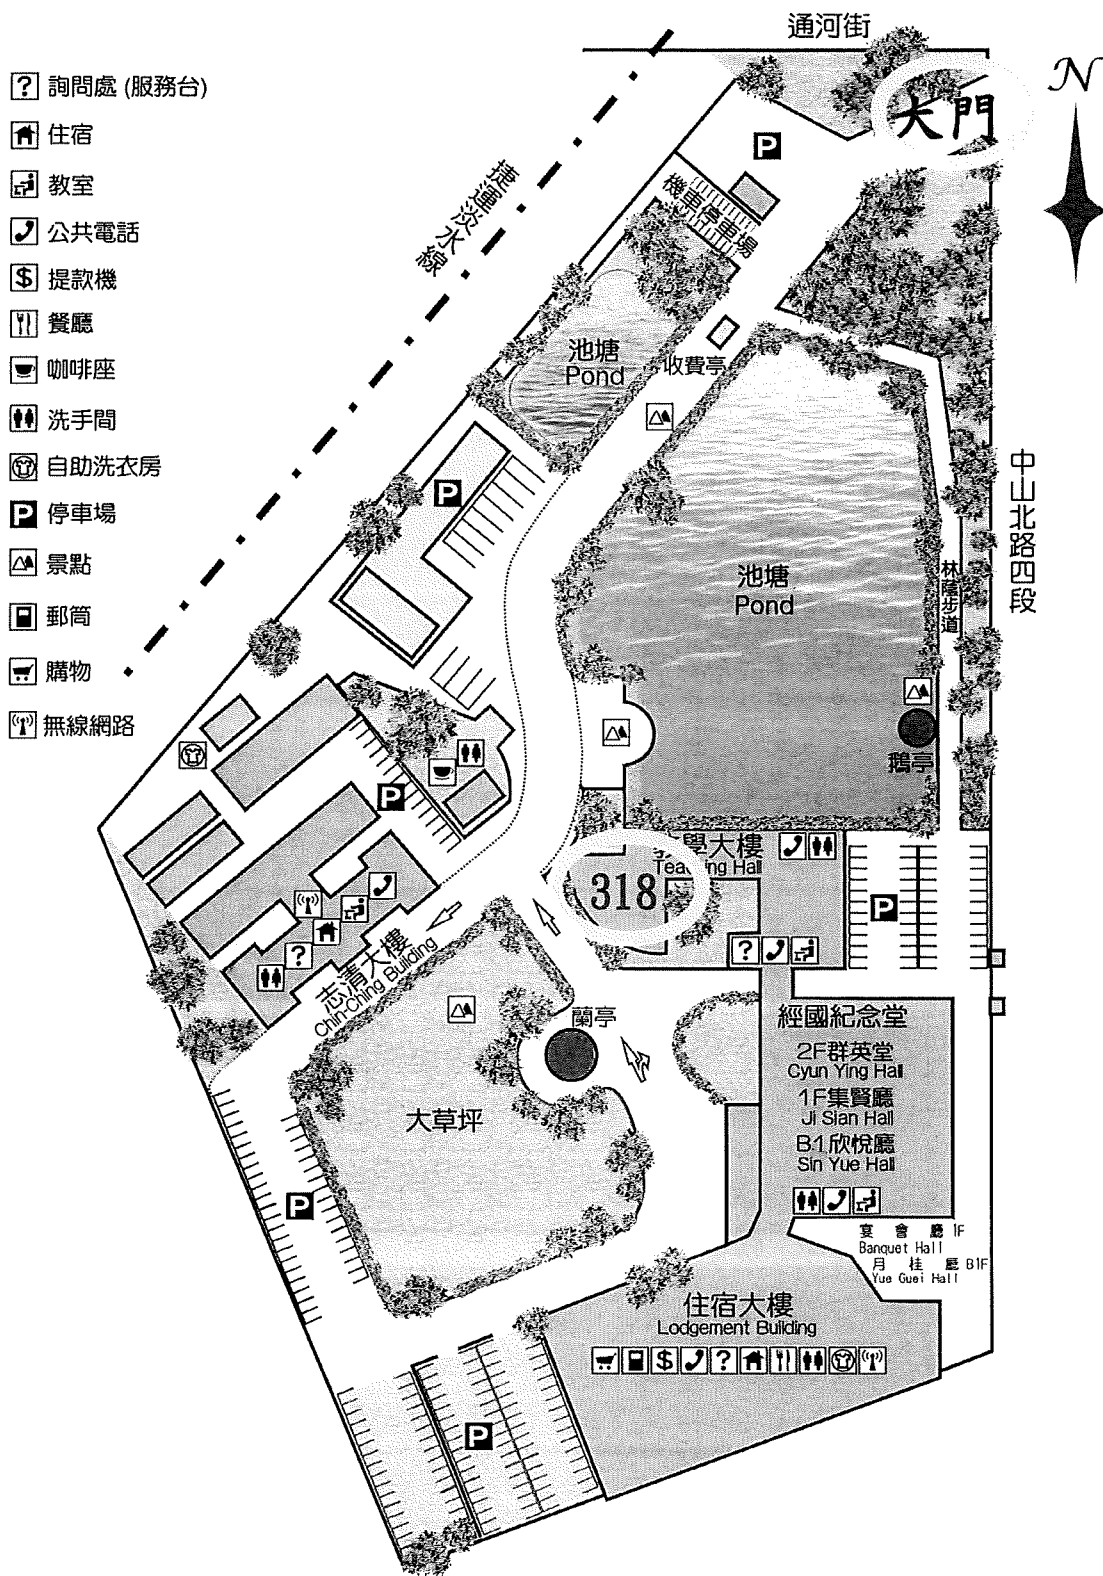 通河街
N
大門
? 詢問處 (服務台)
住宿
教室
公共電話
$ 提款機
餐廳
咖啡座
洗手間
自助洗衣房
P 停車場
景點
郵筒
購物
無線網路
捷運淡水線
P
機車停車場
池塘
Pond
收費亭
P
中山北路四段
池塘
Pond
林蔭步道
鵝亭
P
學大樓
Hall
318
P
?
?
志清大樓
Chin-Ching Building
蘭亭
大草坪
經國紀念堂
2F群英堂
Cyun Ying Hall
1F集賢廳
Ji Sian Hall
B1欣悅廳
Sin Yue Hall
P
宴會廳 1F
Banquet Hall
月桂廳 B1F
Yue Guei Hall
住宿大樓
Lodgement Building
$ ?
P